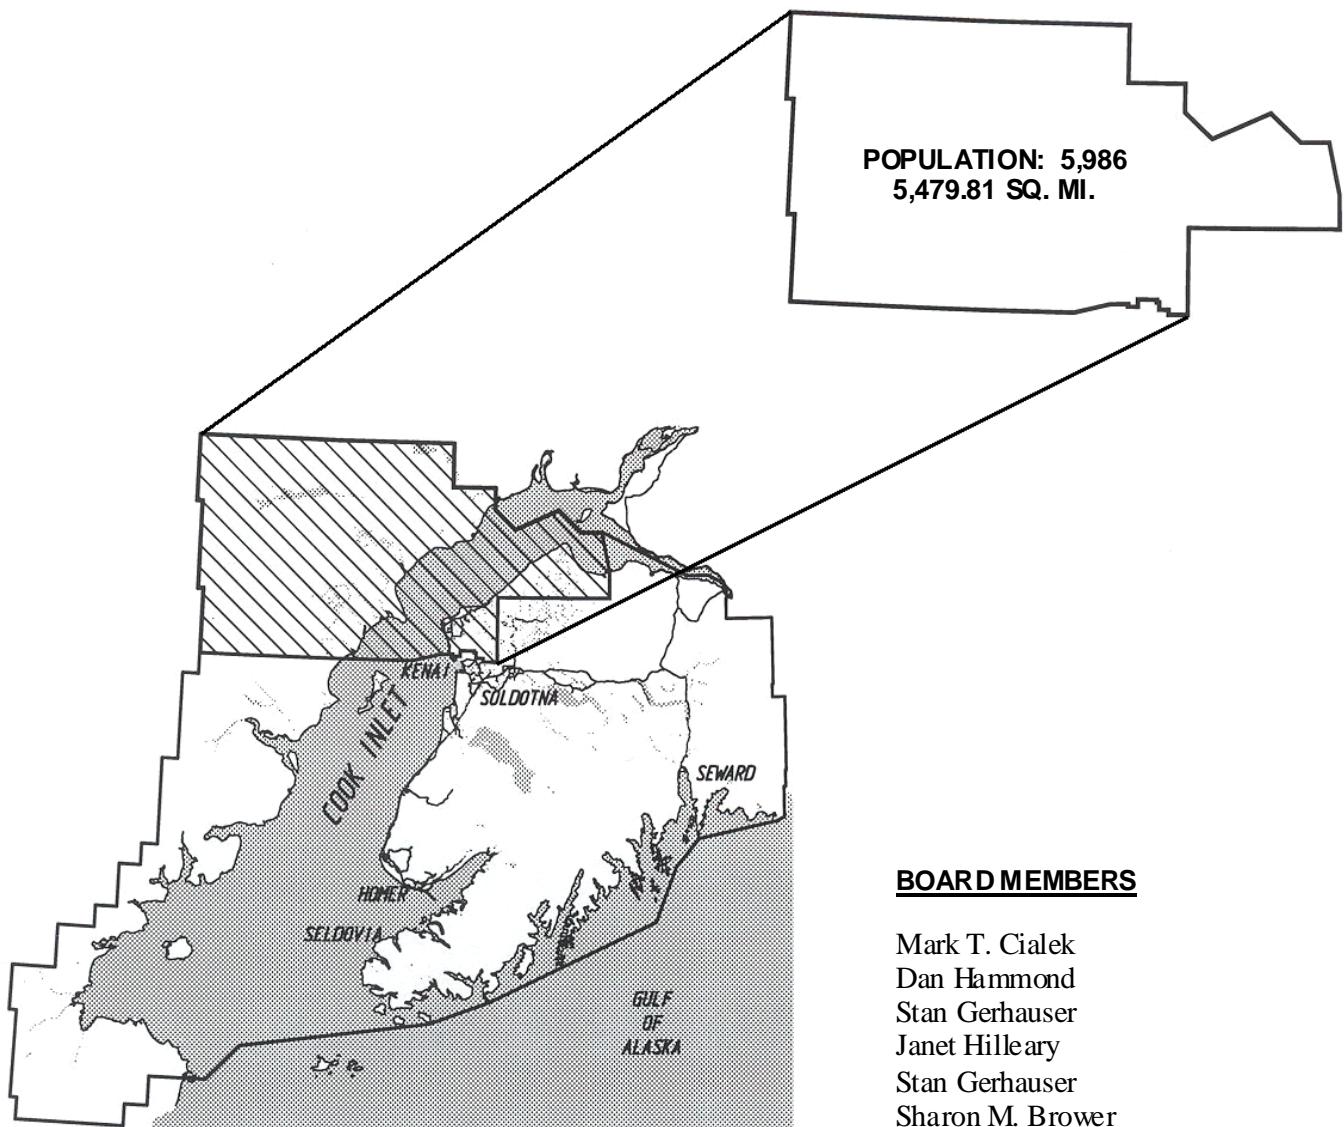 POPULATION: 5,986
5,479.81 SQ. MI.
KENAI
SOLDOTNA
COOK INLET
SEWARD
HOMER
SELDOVIA
GULF
OF
ALASKA
BOARD MEMBERS
Mark T. Cialek
Dan Hammond
Stan Gerhauser
Janet Hilleary
Stan Gerhauser
Sharon M. Brower